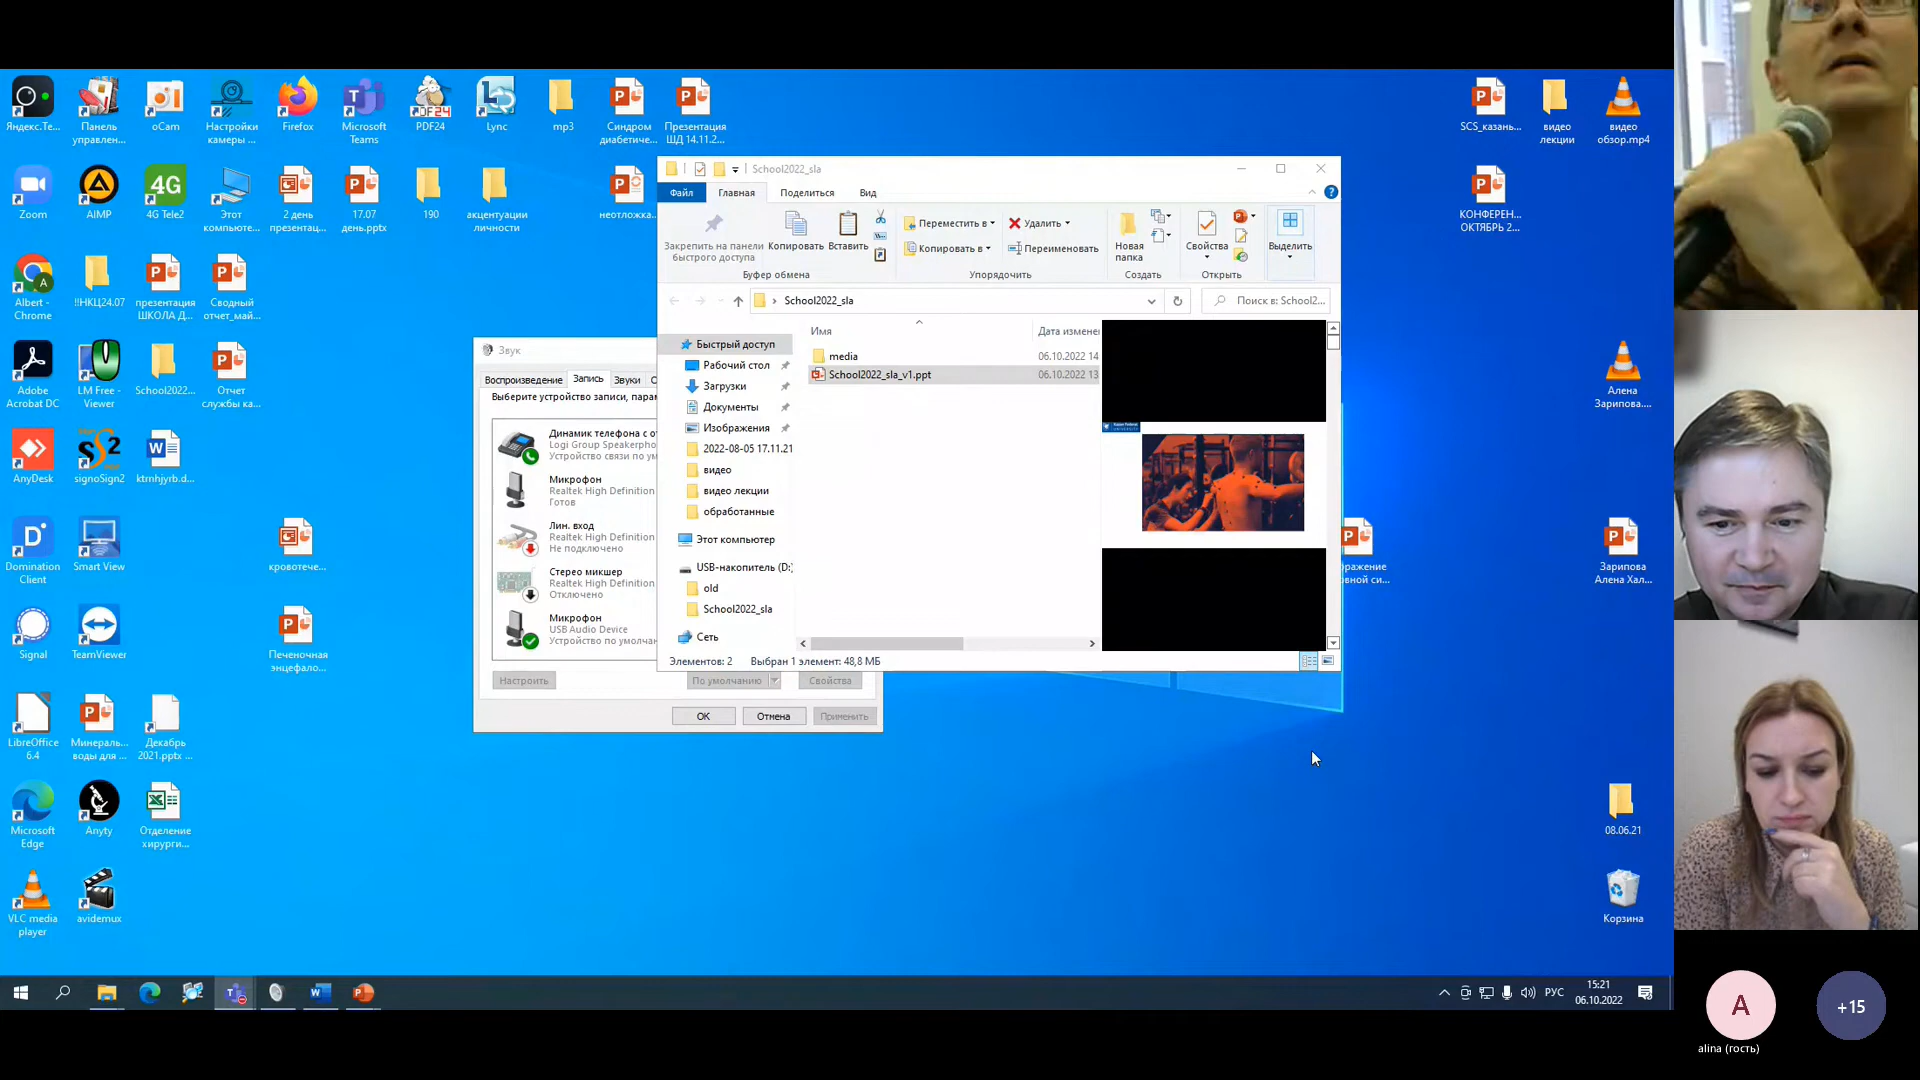 Яндекс.Те...
Панель
управлен...
oCam
Настройки
камеры ...
Firefox
Microsoft
Teams
PDF24
Lync
mp3
Синдром
диабетиче...
Презентация
ШД 14.11.2...
SCS_казань...
видео
лекции
видео
обзор.mp4
Zoom
AIMP
4G Tele2
Этот
компьюте...
2 день
презентац...
17.07
день.pptx
190
акцентуации
личности
неотложка...
КОНФЕРЕН...
ОКТЯБРЬ 2...
Albert -
Chrome
!!НКЦ24.07
презентация
ШКОЛА Д...
Сводный
отчет_май...
Adobe
Acrobat DC
LM Free -
Viewer
School2022...
Отчет
службы ка...
Алена
Зарипова....
AnyDesk
signoSign2
ktmhjyrb.d...
Domination
Client
Smart View
кровотече...
Зарипова
Алена Хал...
Signal
TeamViewer
Печеночная
энцефало...
LibreOffice
6.4
Минераль...
воды для ...
Декабрь
2021.pptx ...
Microsoft
Edge
Anyty
Отделение
хирурги...
08.06.21
VLC media
player
avidemux
Корзина
School2022_sla
Файл
Главная
Поделиться
Вид
Закрепить на панели
быстрого доступа
Копировать
Вставить
Буфер обмена
Переместить в
Копировать в
Удалить
Переименовать
Упорядочить
Новая
папка
Создать
Свойства
Открыть
Выделить
School2022_sla
Поиск в: School2...
Быстрый доступ
Рабочий стол
Загрузки
Документы
Изображения
2022-08-05 17.11.21
видео
видео лекции
обработанные
Этот компьютер
USB-накопитель (D:)
old
School2022_sla
Сеть
Имя
Дата измене
media
06.10.2022 14
School2022_sla_v1.ppt
06.10.2022 13
Элементов: 2
Выбран 1 элемент: 48,8 МБ
Звук
Воспроизведение
Запись
Звуки
Выберите устройство записи, пара
Динамик телефона с о
Logi Group Speakerpho
Устройство связи по ум
Микрофон
Realtek High Definition
Готов
Лин. вход
Realtek High Definition
Не подключено
Стерео микшер
Realtek High Definition
Отключено
Микрофон
USB Audio Device
Устройство по умолча
Настроить
По умолчанию
Свойства
ОК
Отмена
Применить
РУС
15:21
06.10.2022
A
alina (гость)
+15